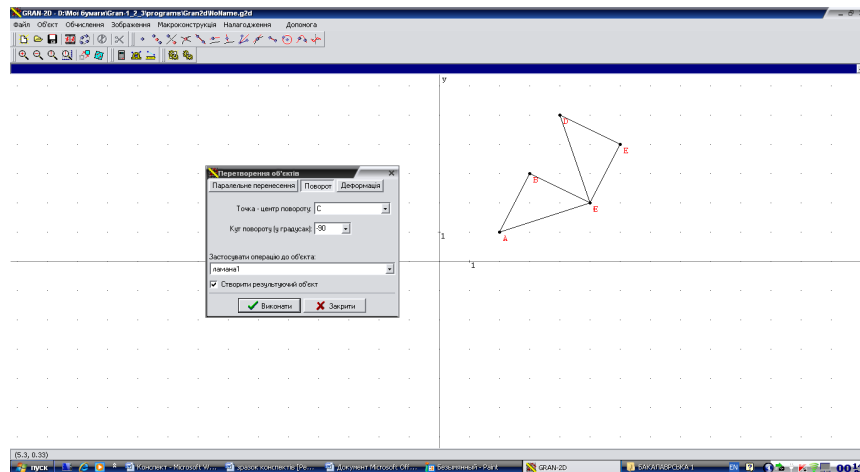 GRAN-2D - D:\Мої бумаги\Gran-1_2_3\programs\Gran2d\NoName.g2d
Файл Об'єкт Обчислення Зображення Макроконструкція Налагодження Допомога
y
D
E
B
E
A
1
1
Перетворення об'єктів
Паралельне перенесення Поворот Деформація
Точка - центр повороту: C
Кут повороту (у градусах): -90
Застосувати операцію до об'єкта:
ламана1
Створити результуючий об'єкт
Виконати Закрити
(5.3, 0.33)
пуск Конспект - Microsoft W... зразок конспектів [Ре... Документ Microsoft Off... Безымянный - Paint GRAN-2D EN